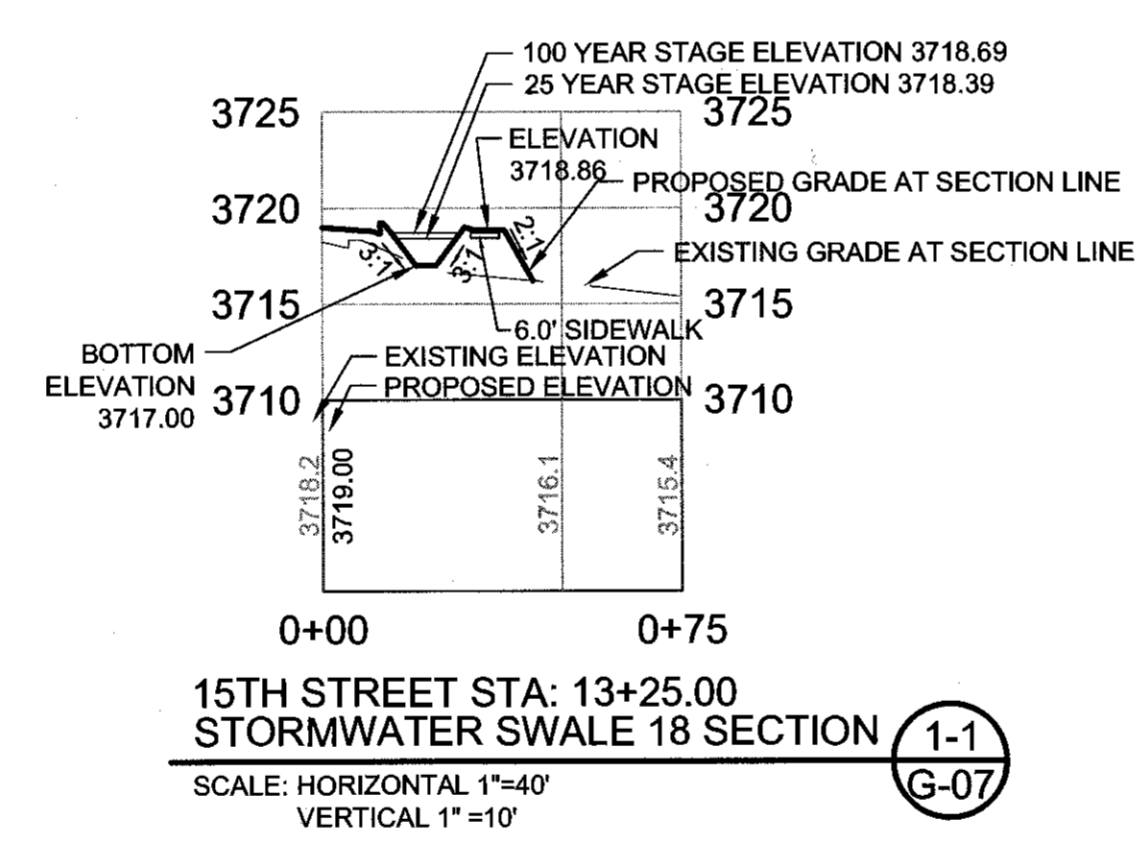 100 YEAR STAGE ELEVATION 3718.69
25 YEAR STAGE ELEVATION 3718.39
3725
3725
ELEVATION
3718.86
PROPOSED GRADE AT SECTION LINE
3720
3720
2:1
EXISTING GRADE AT SECTION LINE
3:1
3:1
3715
3715
6.0' SIDEWALK
BOTTOM
ELEVATION
3717.00
EXISTING ELEVATION
PROPOSED ELEVATION
3710
3710
3718.2
3719.00
3716.1
3715.4
0+00
0+75
15TH STREET STA: 13+25.00
STORMWATER SWALE 18 SECTION
1-1
G-07
SCALE: HORIZONTAL 1"=40'
VERTICAL 1" =10'